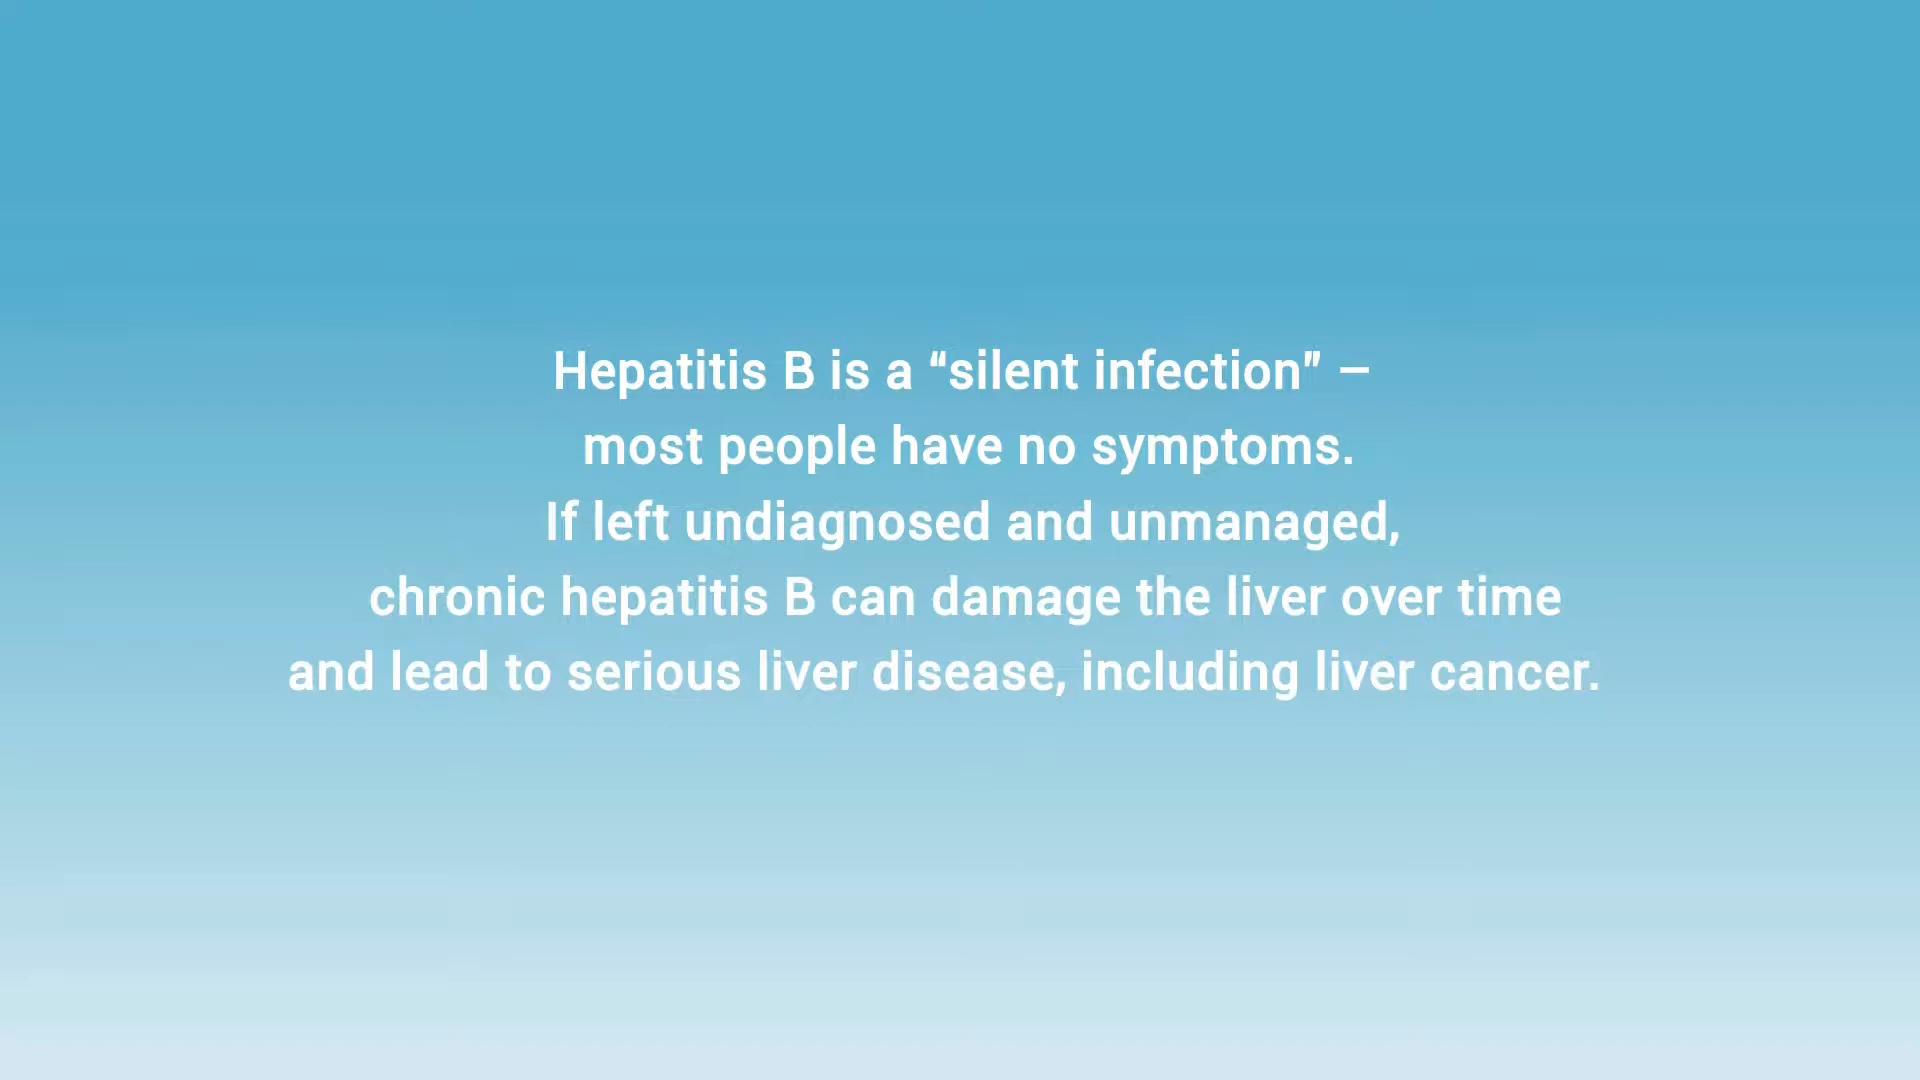 Hepatitis B is a “silent infection” –
most people have no symptoms.
If left undiagnosed and unmanaged,
chronic hepatitis B can damage the liver over time
and lead to serious liver disease, including liver cancer.